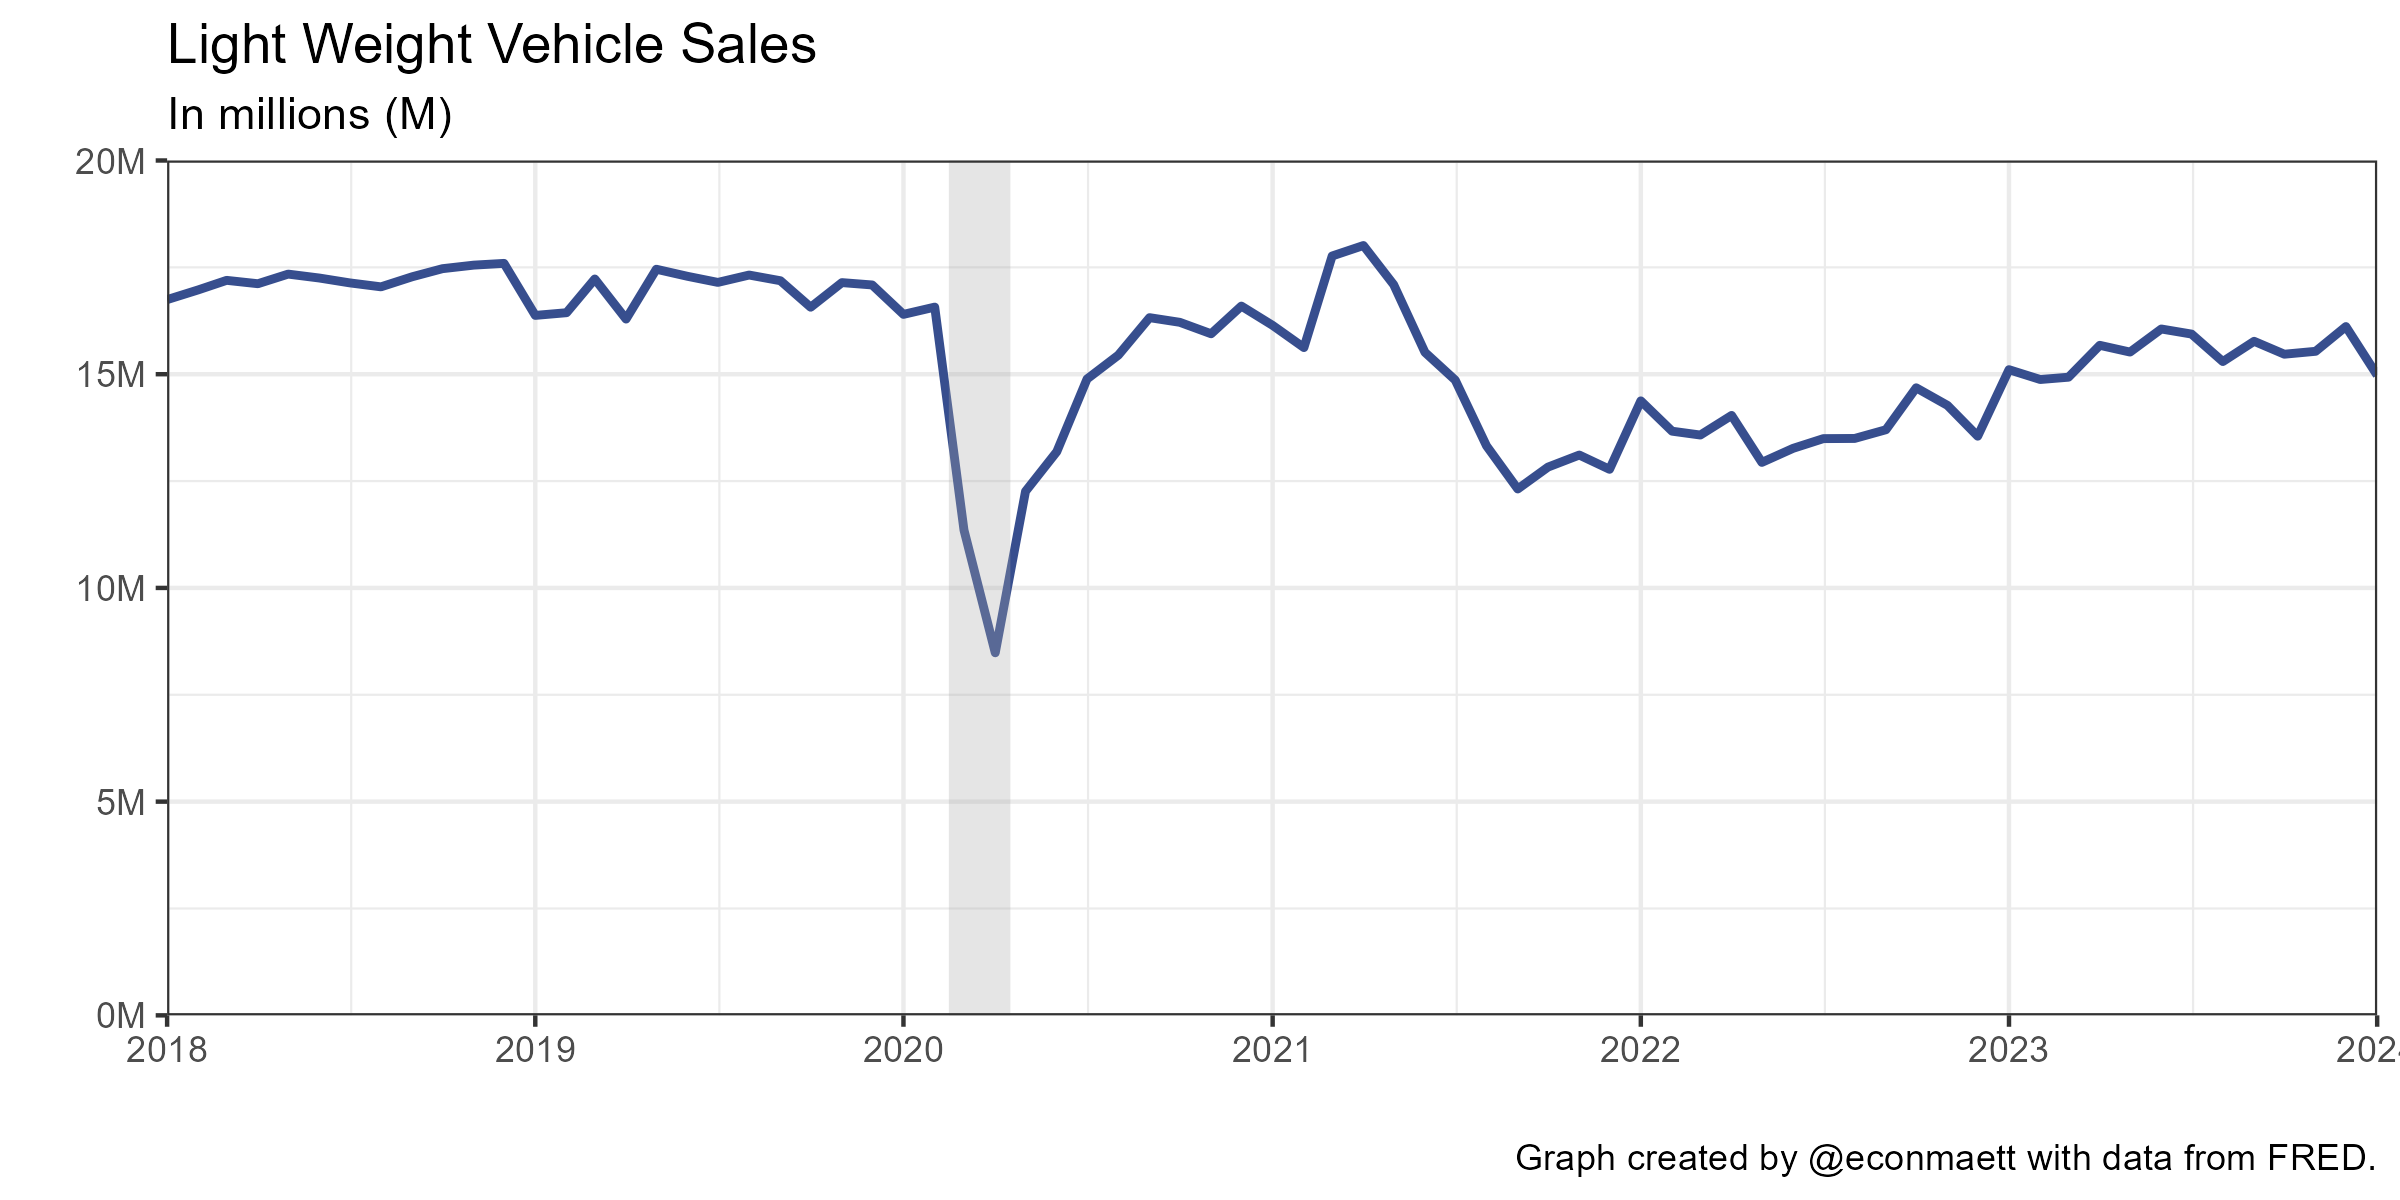 Light Weight Vehicle Sales
In millions (M)
20M
15M
10M
5M
0M
2018 2019 2020 2021 2022 2023
Graph created by @econmaett with data from FRED.